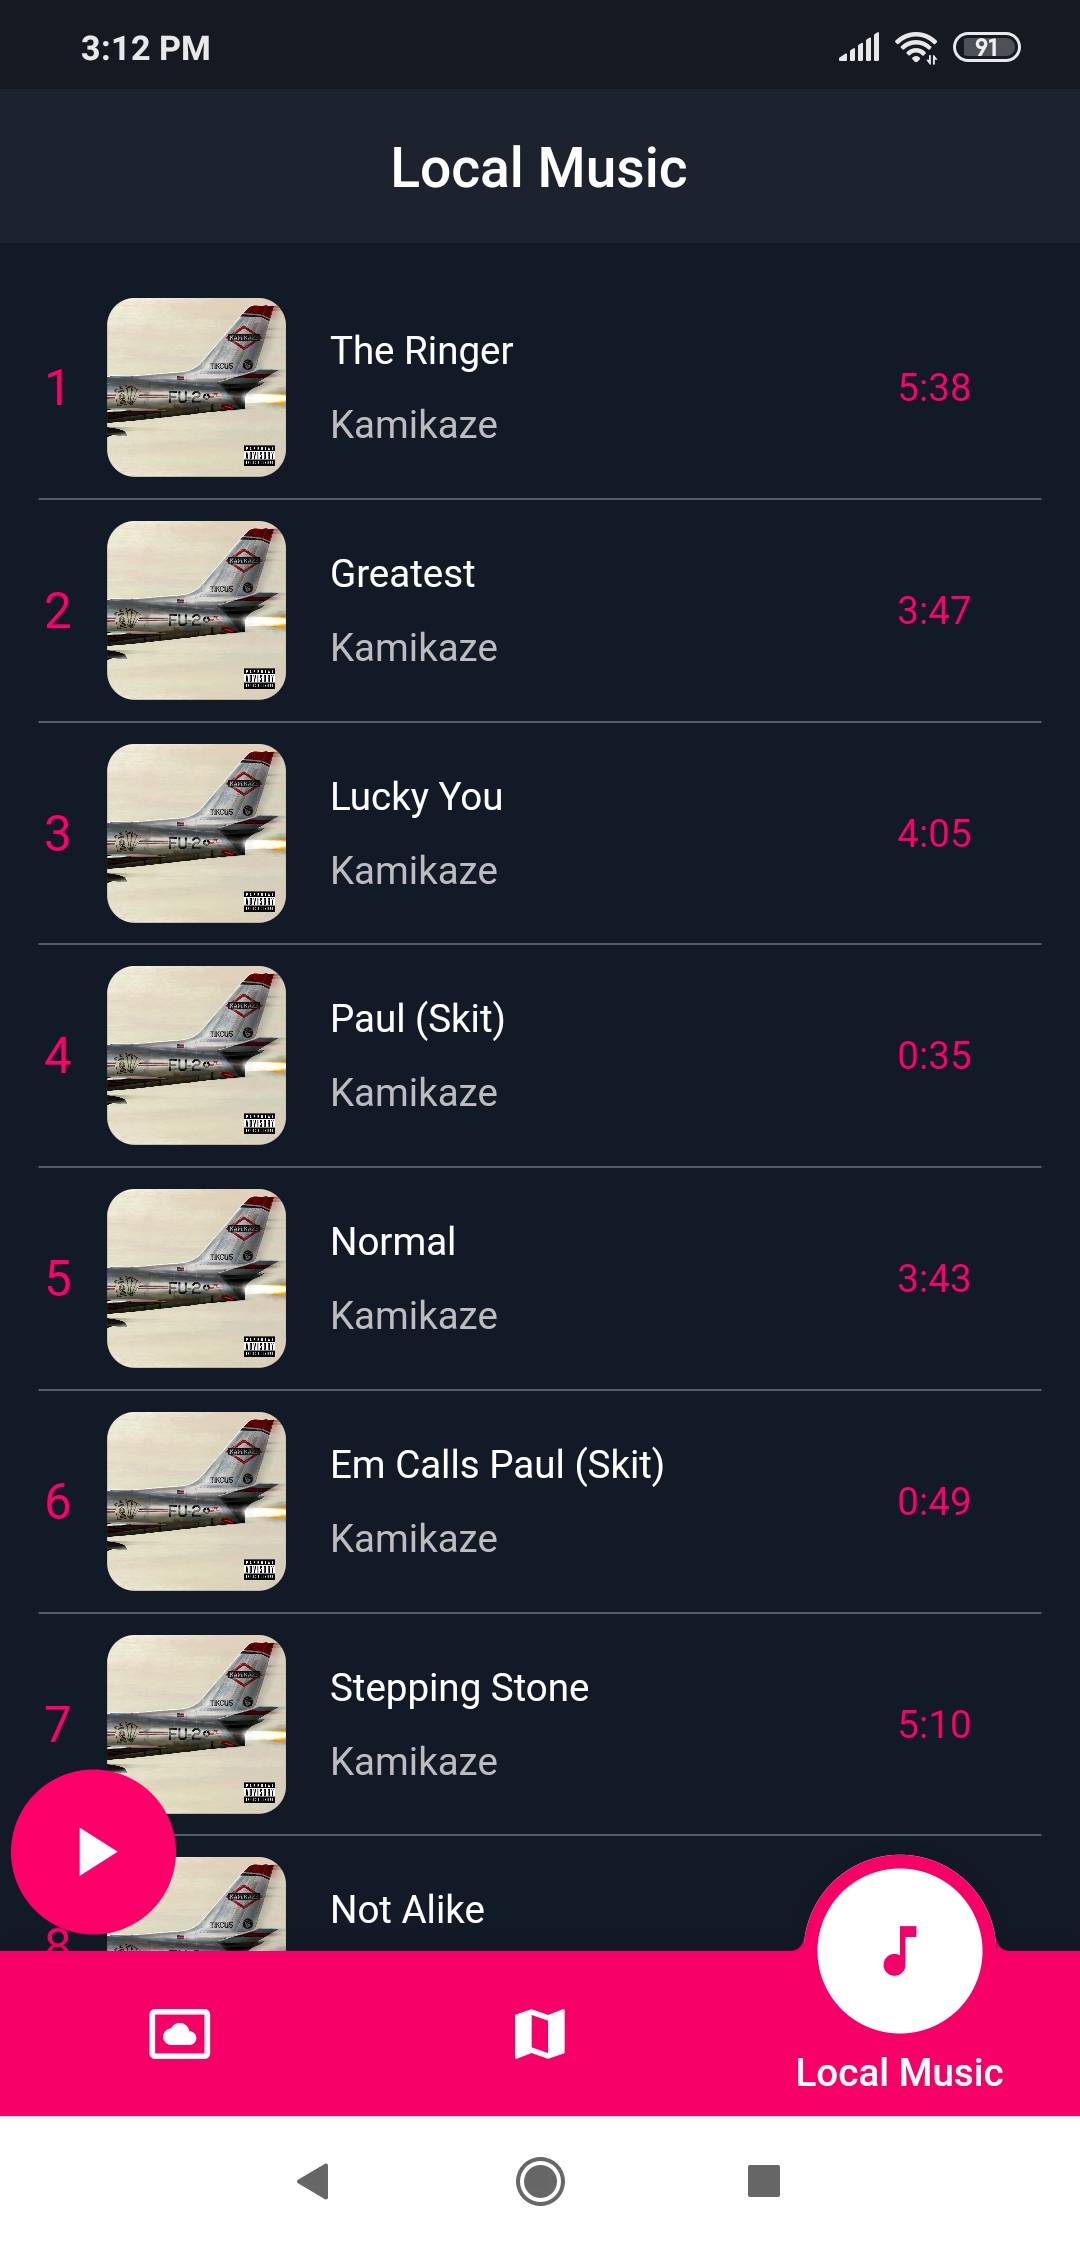 3:12 PM
91
Local Music
1
The Ringer
Kamikaze
5:38
2
Greatest
Kamikaze
3:47
3
Lucky You
Kamikaze
4:05
4
Paul (Skit)
Kamikaze
0:35
5
Normal
Kamikaze
3:43
6
Em Calls Paul (Skit)
Kamikaze
0:49
7
Stepping Stone
Kamikaze
5:10
8
Not Alike
Local Music